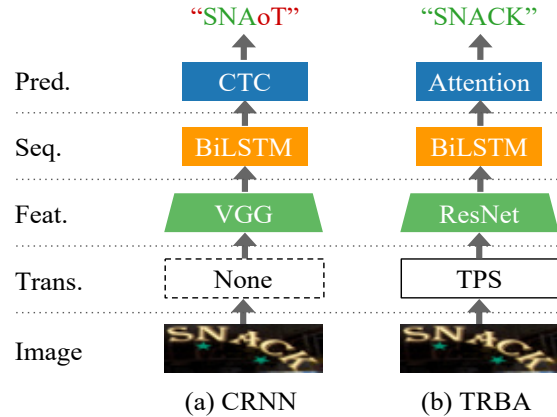 “SNAoT” “SNACK”
Pred. CTC Attention
Seq. BiLSTM BiLSTM
Feat. VGG ResNet
Trans. None TPS
Image SNACK SNACK
(a) CRNN (b) TRBA